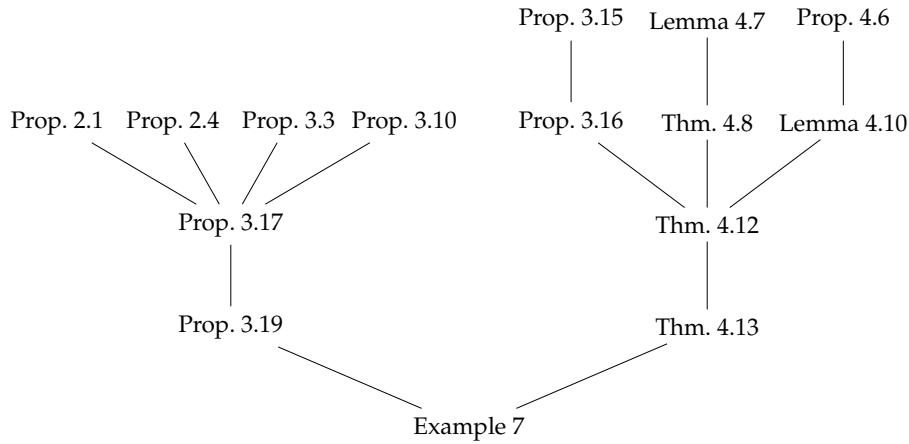 Prop. 3.15 Lemma 4.7 Prop. 4.6
Prop. 2.1 Prop. 2.4 Prop. 3.3 Prop. 3.10 Prop. 3.16 Thm. 4.8 Lemma 4.10
Prop. 3.17 Thm. 4.12
Prop. 3.19 Thm. 4.13
Example 7